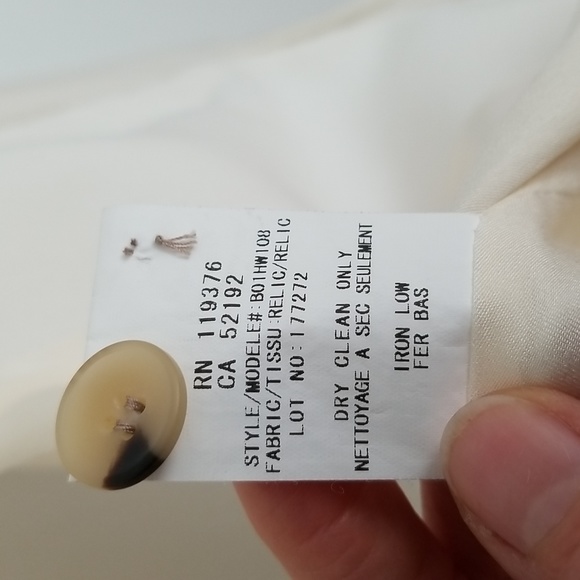 RN 119376
CA 52192
STYLE/MODELE#:B01HW108
FABRIC/TISSU:RELIC/RELIC
LOT NO:177272
DRY CLEAN ONLY
NETTOYAGE A SEC SEULEMENT
IRON LOW
FER BAS